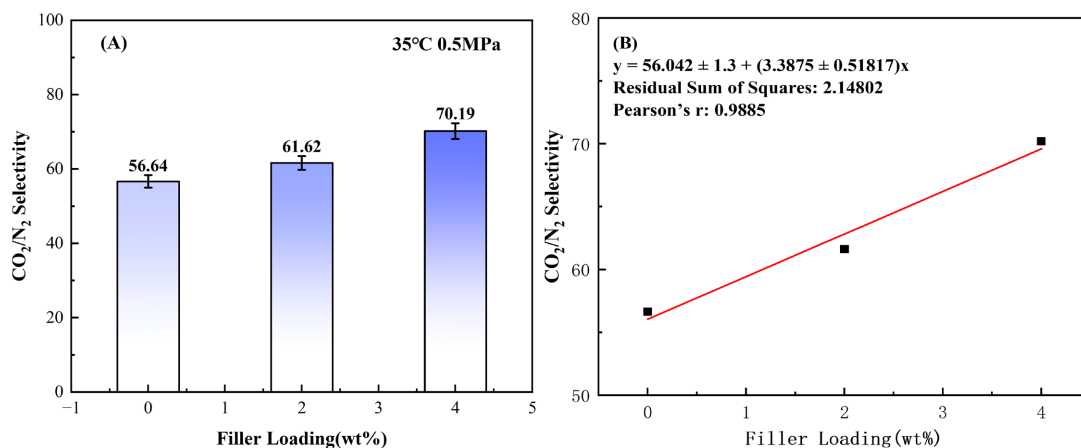 (A)
35°C 0.5MPa
56.64
61.62
70.19
100
80
60
40
20
0
CO₂/N₂ Selectivity
−1 0 1 2 3 4 5
Filler Loading(wt%)
(B)
y = 56.042 ± 1.3 + (3.3875 ± 0.51817)x
Residual Sum of Squares: 2.14802
Pearson’s r: 0.9885
80
70
60
50
CO₂/N₂ Selectivity
0 1 2 3 4
Filler Loading(wt%)